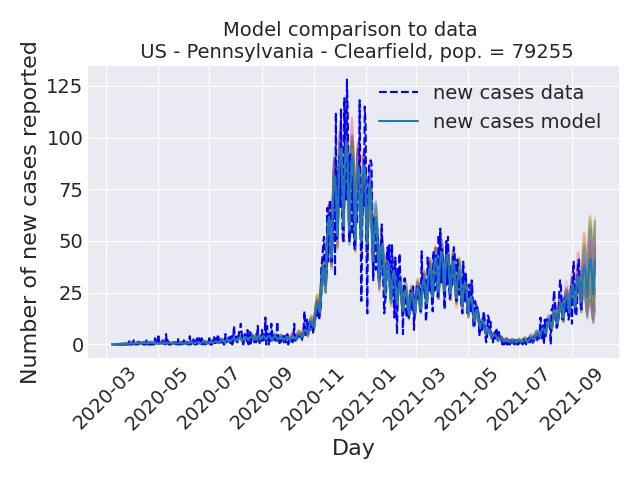 Model comparison to data
US - Pennsylvania - Clearfield, pop. = 79255
Number of new cases reported
125
100
75
50
25
0
new cases data
new cases model
2020-03
2020-05
2020-07
2020-09
2020-11
2021-01
2021-03
2021-05
2021-07
2021-09
Day